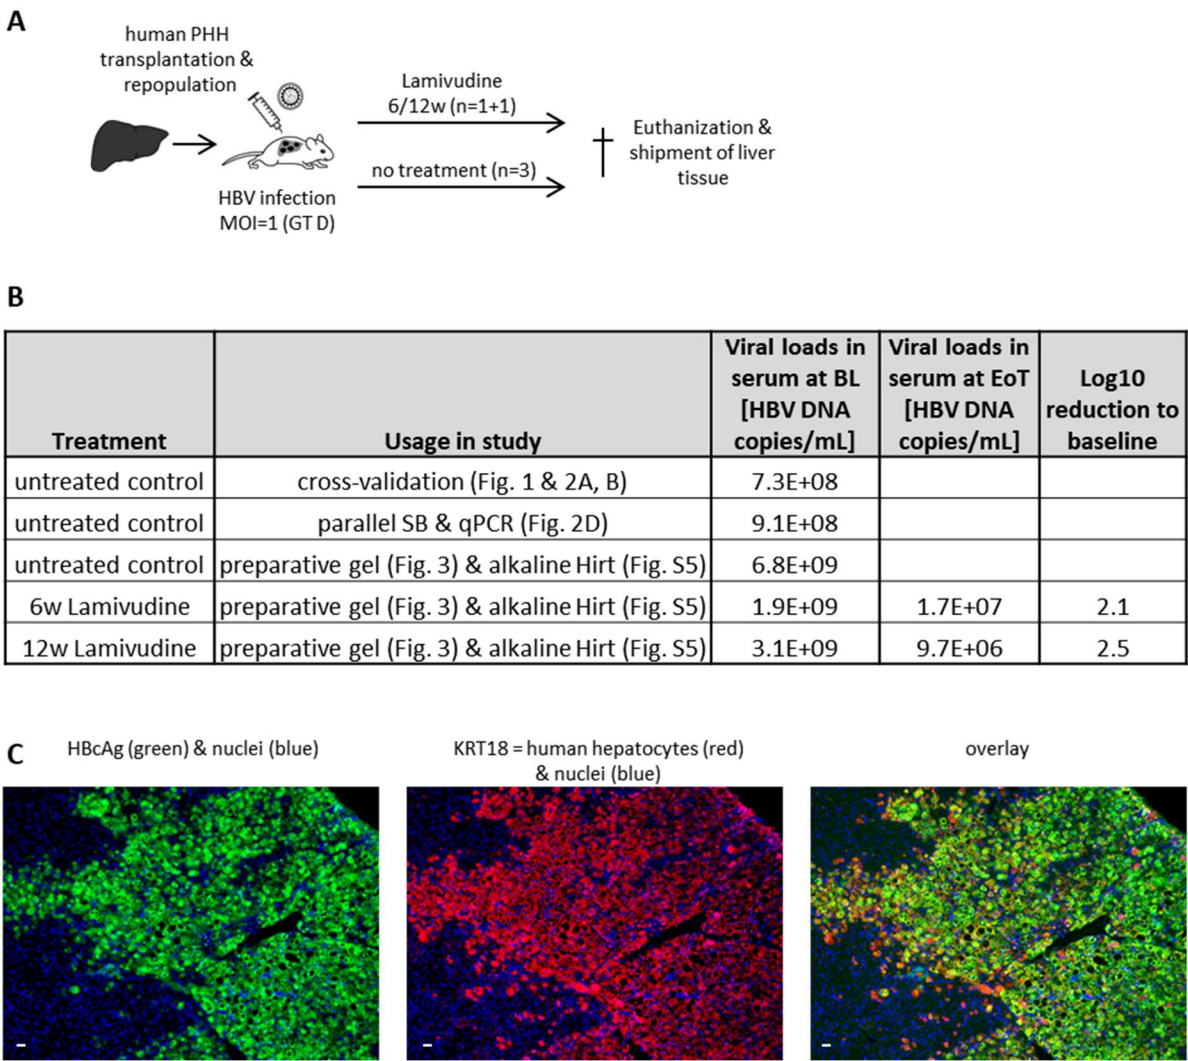 A
human PHH
transplantation &
repopulation
HBV infection
MOI=1 (GT D)
Lamivudine
6/12w (n=1+1)
no treatment (n=3)
Euthanization &
shipment of liver
tissue
B
Treatment
Usage in study
Viral loads in
serum at BL
[HBV DNA
copies/mL]
Viral loads in
serum at EoT
[HBV DNA
copies/mL]
Log10
reduction to
baseline
untreated control cross-validation (Fig. 1 & 2A, B) 7.3E+08
untreated control parallel SB & qPCR (Fig. 2D) 9.1E+08
untreated control preparative gel (Fig. 3) & alkaline Hirt (Fig. S5) 6.8E+09
6w Lamivudine preparative gel (Fig. 3) & alkaline Hirt (Fig. S5) 1.9E+09 1.7E+07 2.1
12w Lamivudine preparative gel (Fig. 3) & alkaline Hirt (Fig. S5) 3.1E+09 9.7E+06 2.5
C
HBcAg (green) & nuclei (blue)
KRT18 = human hepatocytes (red)
& nuclei (blue)
overlay